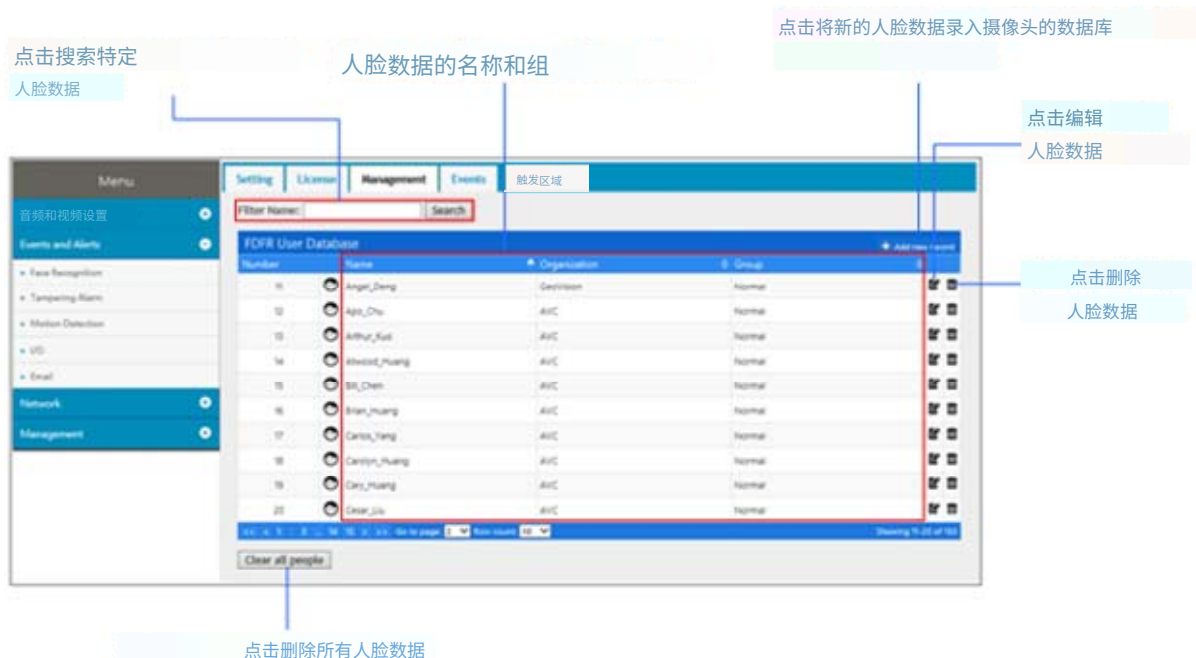 点击将新的人脸数据录入摄像头的数据库
点击搜索特定
人脸数据
人脸数据的名称和组
点击编辑
人脸数据
Menu
Setting License Management Events 触发区域
音频和视频设置
Filter Name: Search
Events and Alerts
FDFR User Database Add new record
Number Name Organization Group
Face Recognition
11 Angel_Deng GeoVision Normal
点击删除
人脸数据
Tampering Alarm
12 Apo_Chu AVC Normal
Motion Detection
13 Arthur_Kuo AVC Normal
I/O
14 Atwood_Huang AVC Normal
Email
15 Bill_Chen AVC Normal
Network
16 Brian_Huang AVC Normal
Management
17 Carlos_Yang AVC Normal
18 Carolyn_Huang AVC Normal
19 Cary_Huang AVC Normal
20 Cesar_Liu AVC Normal
Go to page: Row count: 10 Showing 11-20 of
Clear all people
点击删除所有人脸数据